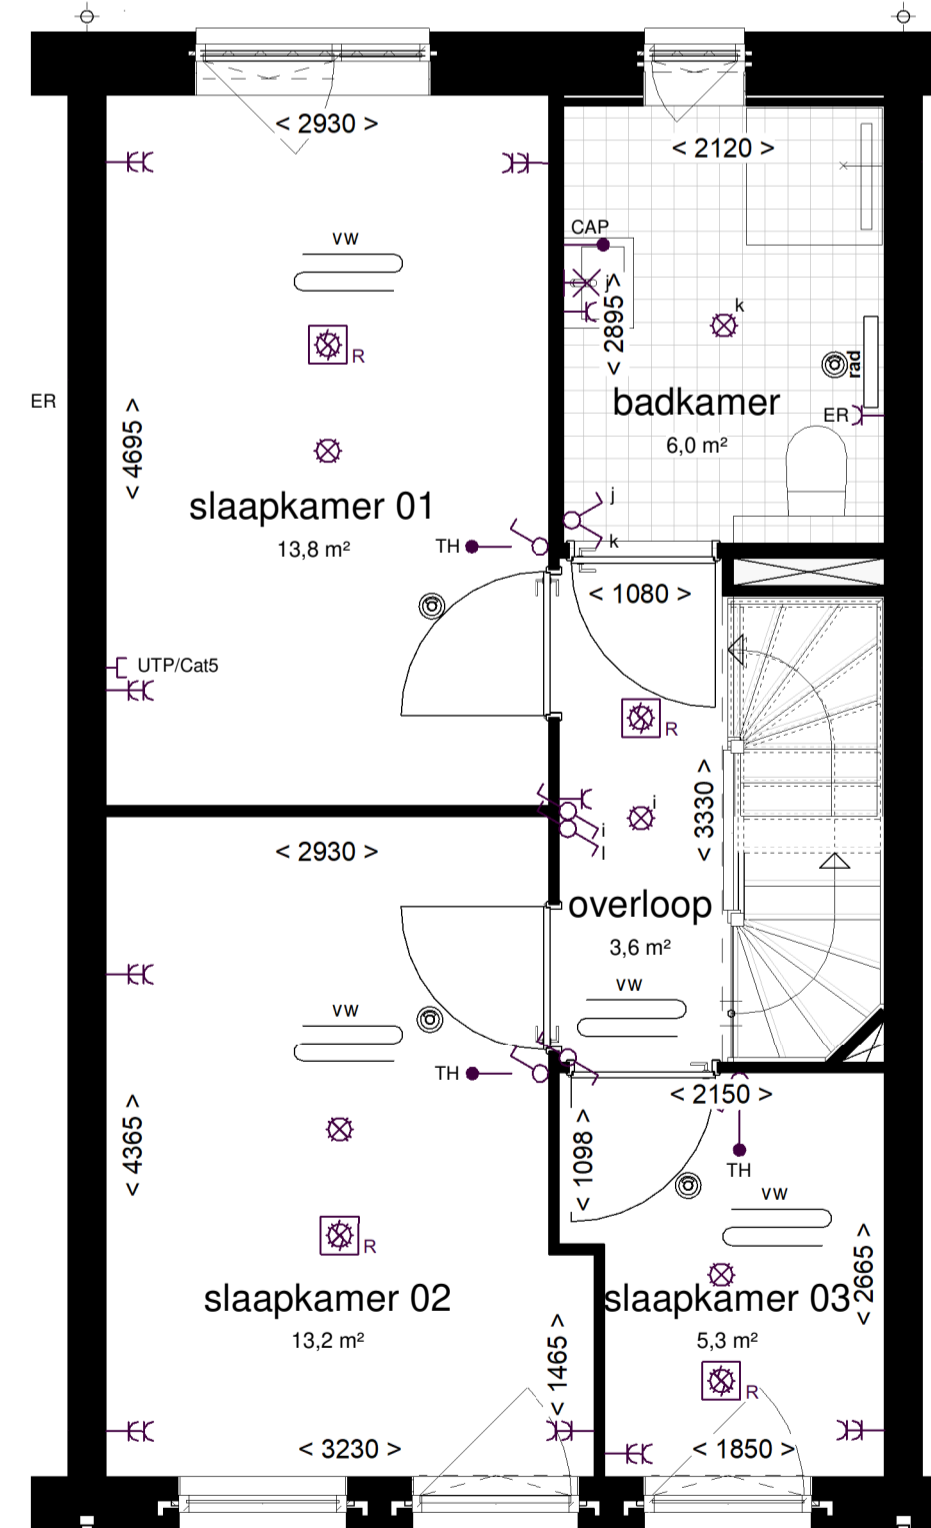 < 2930 >
< 2120 >
CAP
vw
j
k
< 2895 >
R
rad
ER
badkamer
ER
6,0 m²
< 4695 >
slaapkamer 01
13,8 m²
j
k
TH
< 1080 >
UTP/Cat5
R
< 3330 >
i
i
l
< 2930 >
overloop
3,6 m²
vw
vw
TH
< 2150 >
< 4365 >
< 1098 >
TH
vw
R
< 2665 >
slaapkamer 02
slaapkamer 03
13,2 m²
5,3 m²
< 1465 >
R
< 3230 >
< 1850 >